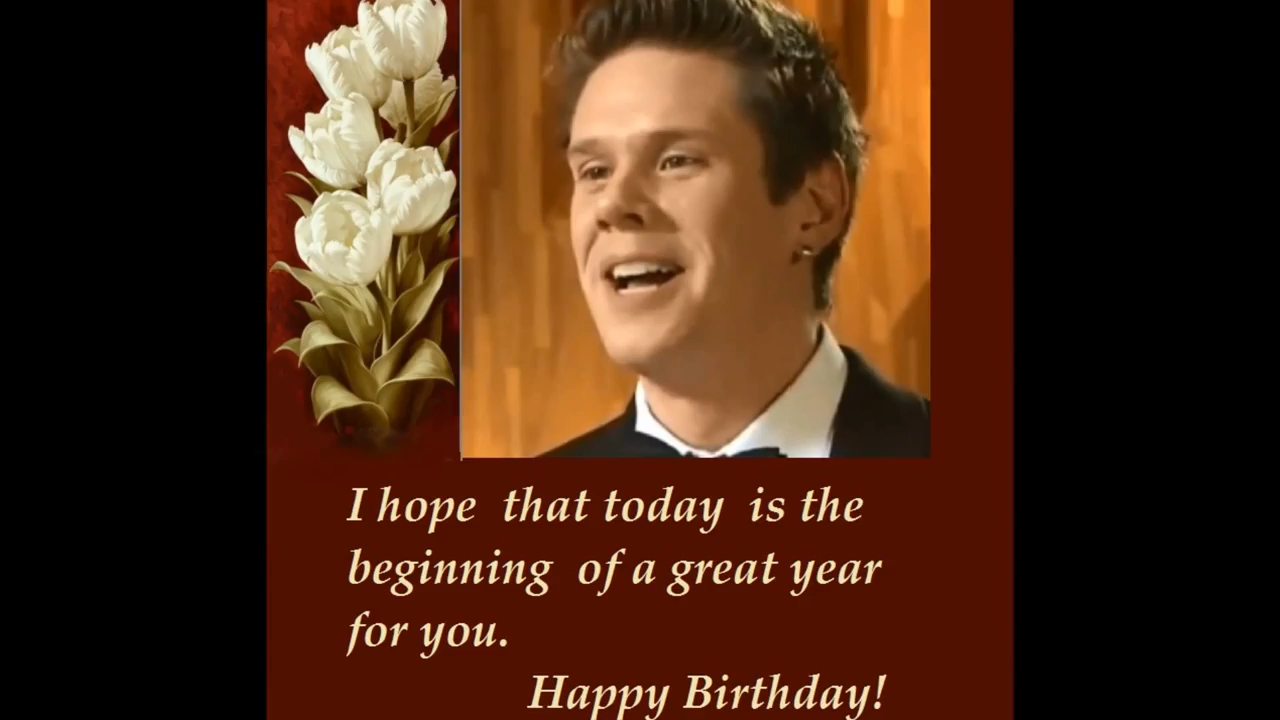 I hope that today is the
beginning of a great year
for you.
Happy Birthday!